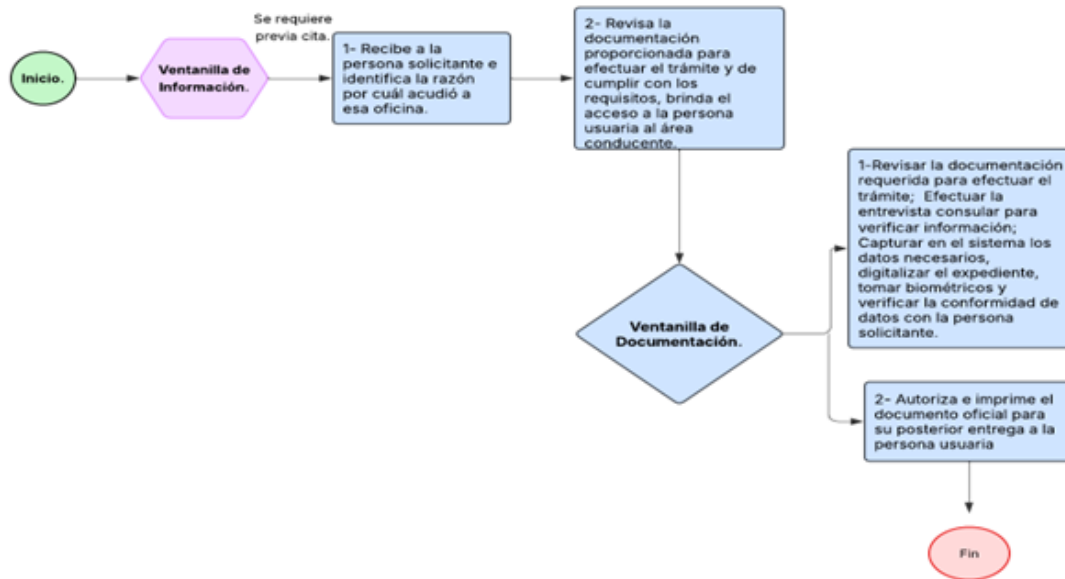 Inicio.
Ventanilla de
Información.
Se requiere
previa cita.
1- Recibe a la
persona solicitante e
identifica la razón
por cuál acudió a
esa oficina.
2- Revisa la
documentación
proporcionada para
efectuar el trámite y de
cumplir con los
requisitos, brinda el
acceso a la persona
usuaria al área
conducente.
Ventanilla de
Documentación.
1-Revisar la documentación
requerida para efectuar el
trámite; Efectuar la
entrevista consular para
verificar información;
Capturar en el sistema los
datos necesarios,
digitalizar el expediente,
tomar biométricos y
verificar la conformidad de
datos con la persona
solicitante.
2- Autoriza e imprime el
documento oficial para
su posterior entrega a la
persona usuaria
Fin